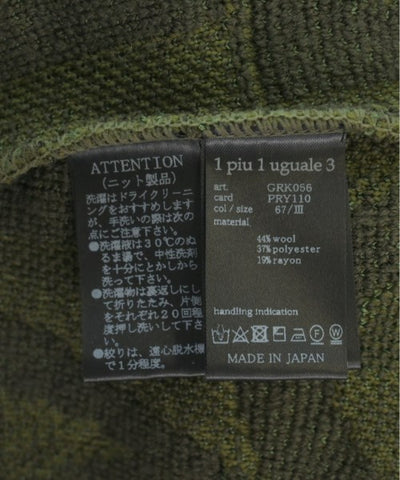 ATTENTION
(ニット製品)
洗濯はドライクリーニ
ングをおすすめします
が、手洗いの際は次の
点にご注意下さい。
●洗濯液は30℃のぬ
るま湯で、中性洗剤
を十分にとかしから
洗って下さい。
●洗濯物は裏返しにし
て折りたたみ、片側
をそれぞれ20回程
度押し洗いして下さ
い。
●絞りは、遠心脱水機
で1分程度。
1 piu 1 uguale 3
art. GRK056
card PRY110
col / size 67/III
material
44% wool
37% polyester
19% rayon
handling indication
MADE IN JAPAN